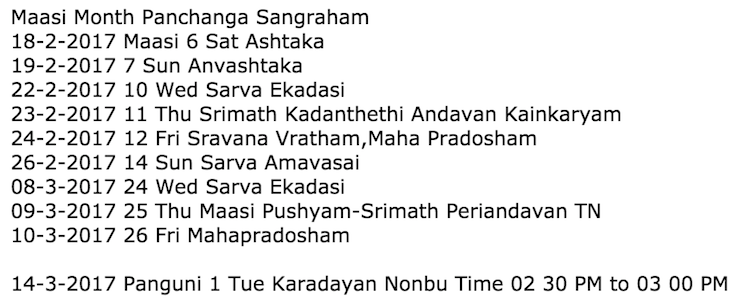 Maasi Month Panchanga Sangraham
18-2-2017 Maasi 6 Sat Ashtaka
19-2-2017 7 Sun Anvashtaka
22-2-2017 10 Wed Sarva Ekadasi
23-2-2017 11 Thu Srimath Kadanthethi Andavan Kainkaryam
24-2-2017 12 Fri Sravana Vratham,Maha Pradosham
26-2-2017 14 Sun Sarva Amavasai
08-3-2017 24 Wed Sarva Ekadasi
09-3-2017 25 Thu Maasi Pushyam-Srimath Periandavan TN
10-3-2017 26 Fri Mahapradosham
14-3-2017 Panguni 1 Tue Karadayan Nonbu Time 02 30 PM to 03 00 PM